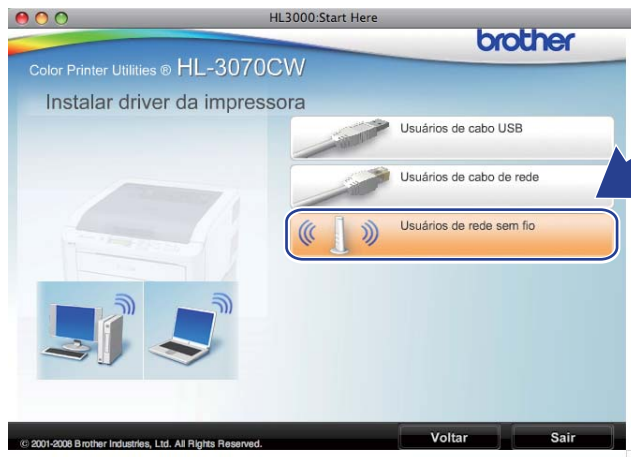 HL3000:Start Here
brother
Color Printer Utilities ® HL-3070CW
Instalar driver da impressora
Usuários de cabo USB
Usuários de cabo de rede
Usuários de rede sem fio
© 2001-2008 Brother Industries, Ltd. All Rights Reserved.
Voltar
Sair